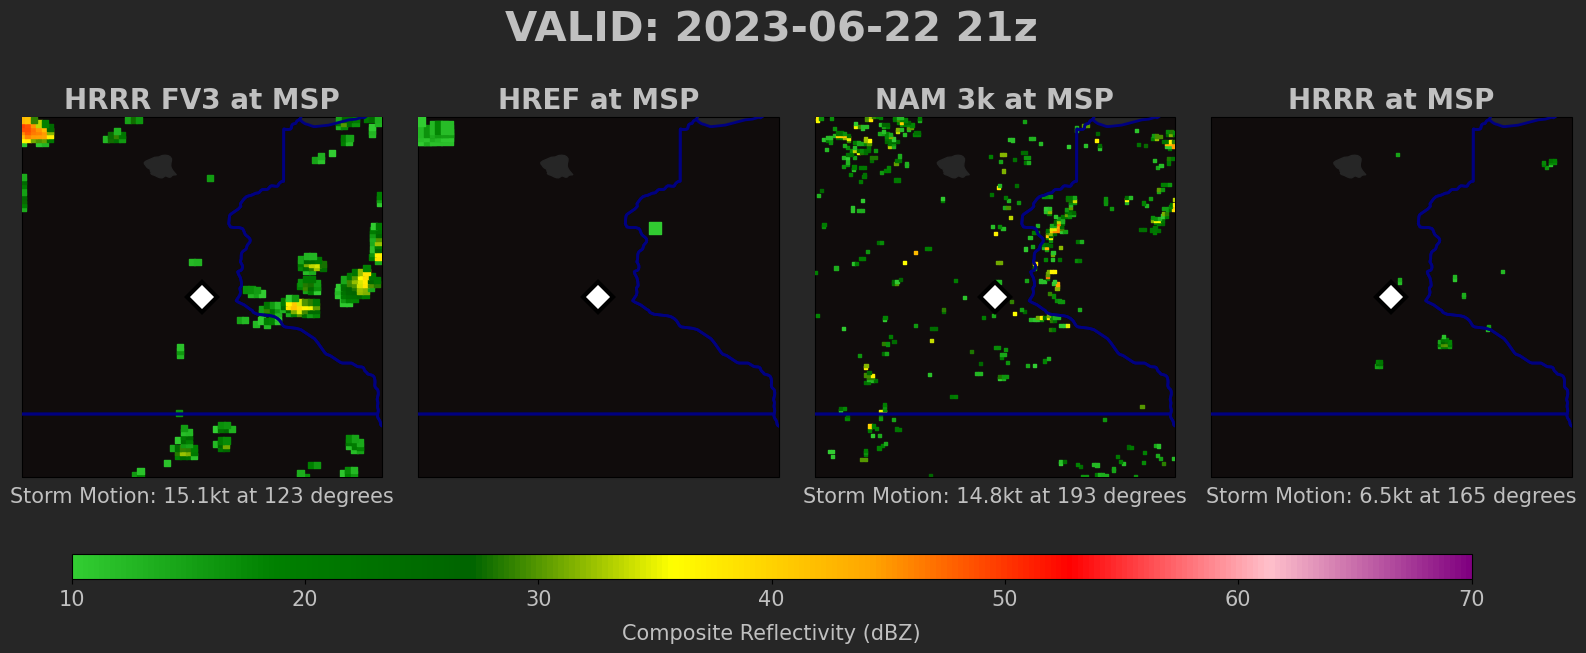 VALID: 2023-06-22 21z
HRRR FV3 at MSP
HREF at MSP
NAM 3k at MSP
HRRR at MSP
Storm Motion: 15.1kt at 123 degrees
Storm Motion: 14.8kt at 193 degrees
Storm Motion: 6.5kt at 165 degrees
10 20 30 40 50 60 70
Composite Reflectivity (dBZ)